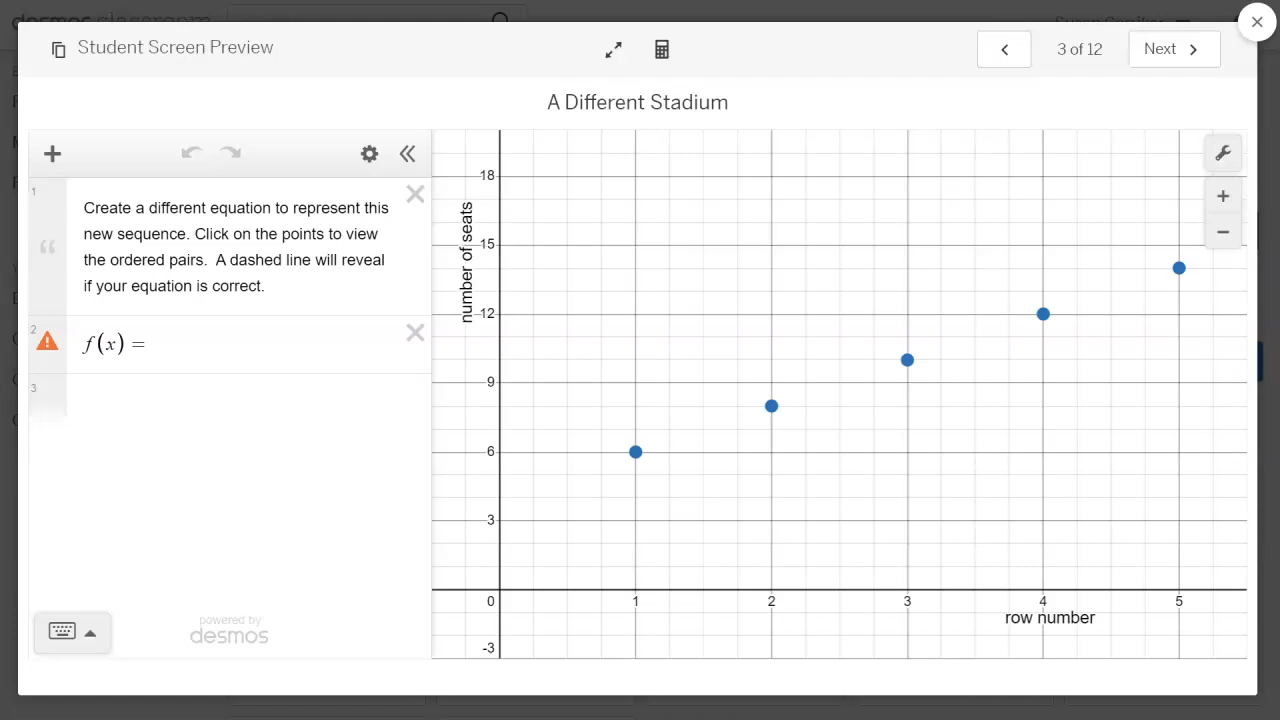 desmos classroom
Student Screen Preview
3 of 12
Next
A Different Stadium
1
Create a different equation to represent this
new sequence. Click on the points to view
the ordered pairs. A dashed line will reveal
if your equation is correct.
2
f(x) =
3
powered by
desmos
number of seats
18
15
12
9
6
3
0
-3
1
2
3
4
5
row number